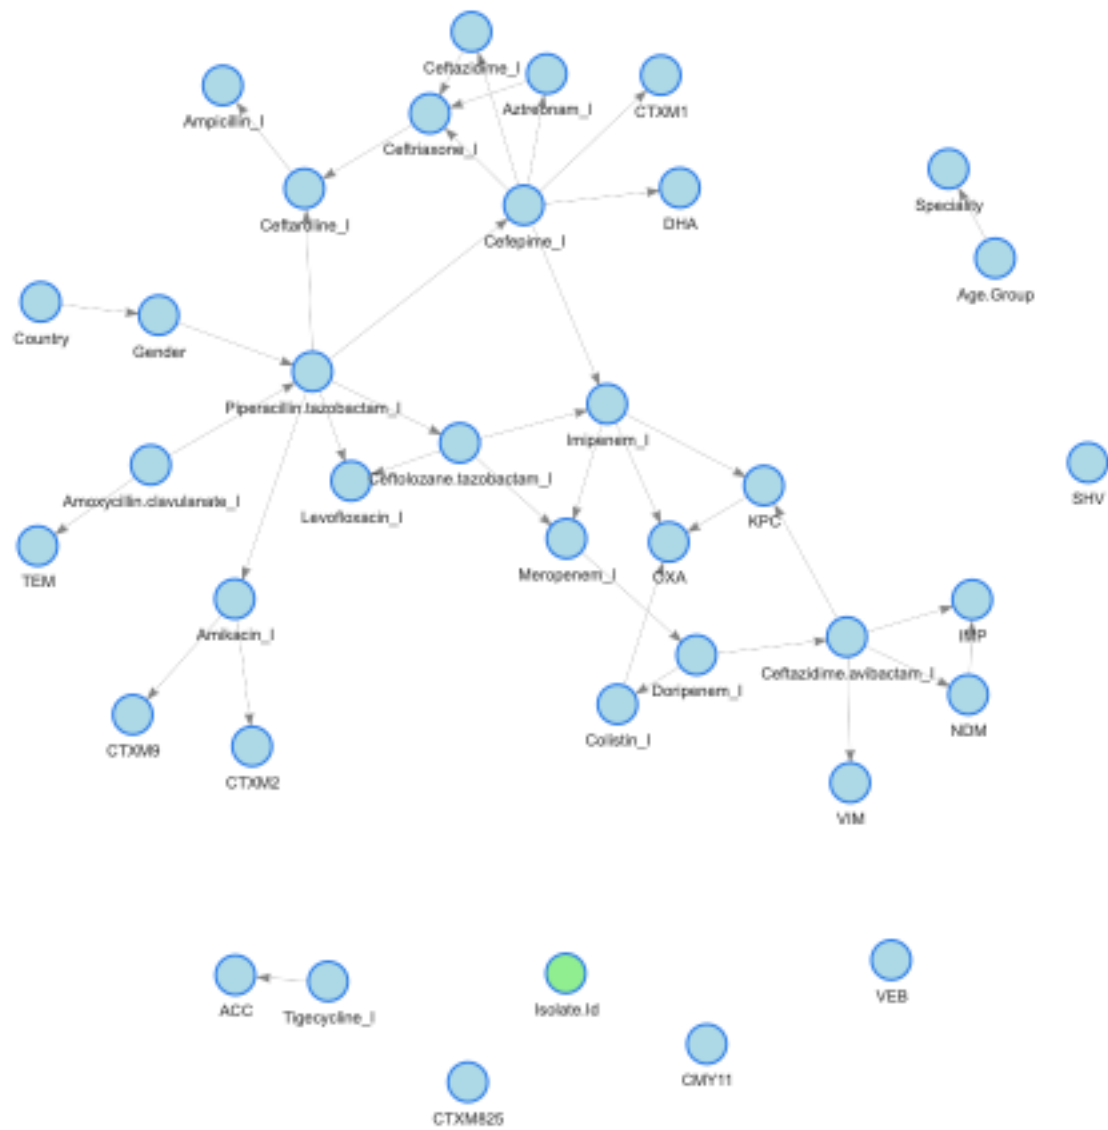 Ceftazidime_I
Aztreonam_I
CTXM1
Ampicillin_I
Ceftriaxone_I
Speciality
Ceftaroline_I
DHA
Cefepime_I
Age.Group
Country
Gender
Piperacillin.tazobactam_I
Imipenem_I
Ceftolozane.tazobactam_I
Amoxycillin.clavulanate_I
SHV
Levofloxacin_I
KPC
Meropenem_I
OXA
TEM
Amikacin_I
IMP
Ceftazidime.avibactam_I
Doripenem_I
NDM
Colistin_I
CTXM9
CTXM2
VIM
VEB
ACC
Tigecycline_I
Isolate.Id
CMY11
CTXM825